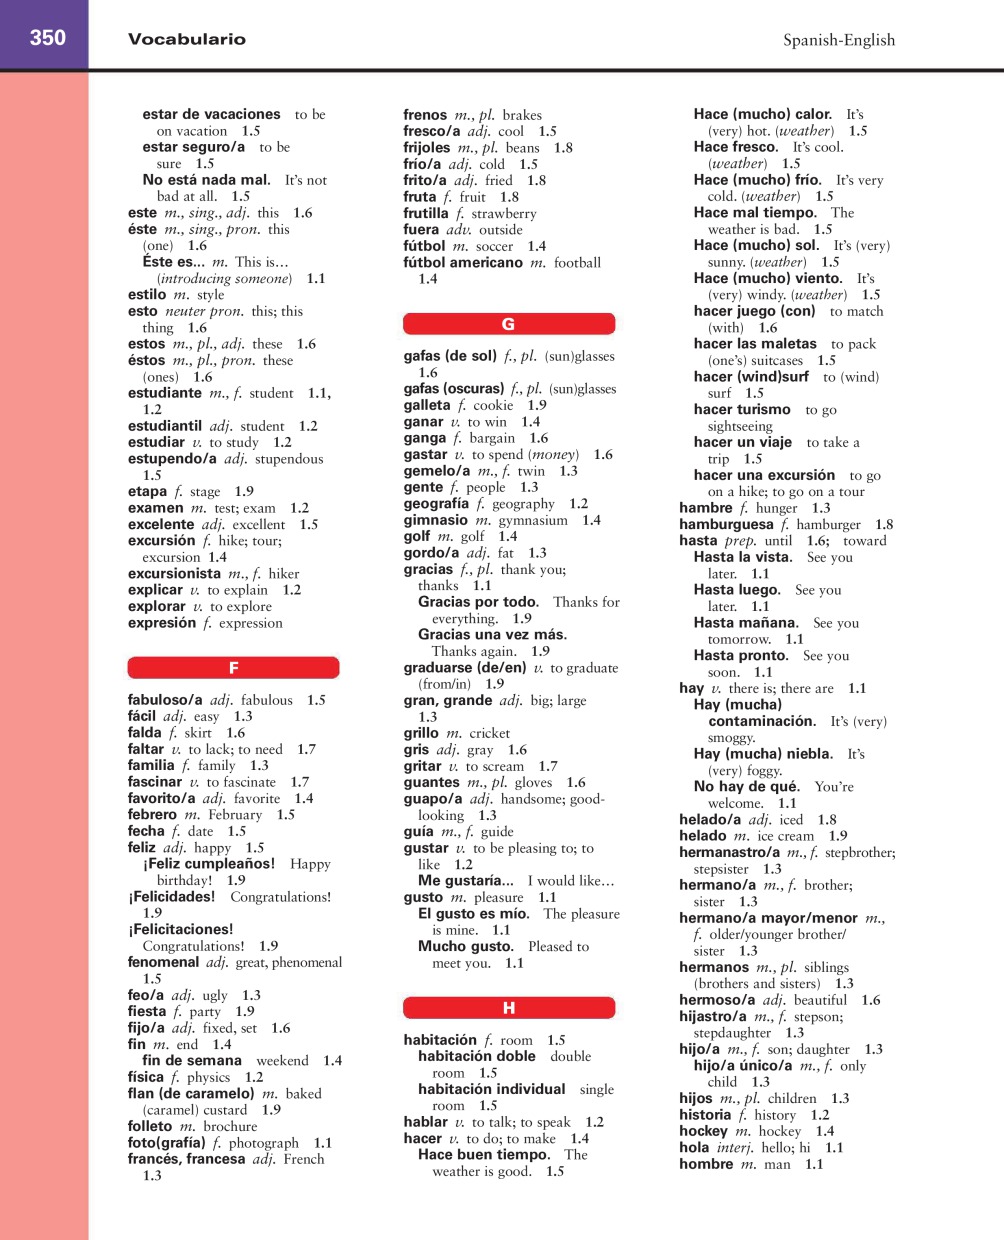 350
Vocabulario
Spanish-English
estar de vacaciones to be
on vacation 1.5
estar seguro/a to be
sure 1.5
No está nada mal. It's not
bad at all. 1.5
este m., sing., adj. this 1.6
éste m., sing., pron. this
(one) 1.6
Éste es... m. This is…
(introducing someone) 1.1
estilo m. style
esto neuter pron. this; this
thing 1.6
estos m., pl., adj. these 1.6
éstos m., pl., pron. these
(ones) 1.6
estudiante m., f. student 1.1,
1.2
estudiantil adj. student 1.2
estudiar v. to study 1.2
estupendo/a adj. stupendous
1.5
etapa f. stage 1.9
examen m. test; exam 1.2
excelente adj. excellent 1.5
excursión f. hike; tour;
excursion 1.4
excursionista m., f. hiker
explicar v. to explain 1.2
explorar v. to explore
expresión f. expression
F
fabuloso/a adj. fabulous 1.5
fácil adj. easy 1.3
falda f. skirt 1.6
faltar v. to lack; to need 1.7
familia f. family 1.3
fascinar v. to fascinate 1.7
favorito/a adj. favorite 1.4
febrero m. February 1.5
fecha f. date 1.5
feliz adj. happy 1.5
¡Feliz cumpleaños! Happy
birthday! 1.9
¡Felicidades! Congratulations!
1.9
¡Felicitaciones!
Congratulations! 1.9
fenomenal adj. great, phenomenal
1.5
feo/a adj. ugly 1.3
fiesta f. party 1.9
fijo/a adj. fixed, set 1.6
fin m. end 1.4
fin de semana weekend 1.4
física f. physics 1.2
flan (de caramelo) m. baked
(caramel) custard 1.9
folleto m. brochure
foto(grafía) f. photograph 1.1
francés, francesa adj. French
1.3
frenos m., pl. brakes
fresco/a adj. cool 1.5
frijoles m., pl. beans 1.8
frío/a adj. cold 1.5
frito/a adj. fried 1.8
fruta f. fruit 1.8
frutilla f. strawberry
fuera adv. outside
fútbol m. soccer 1.4
fútbol americano m. football
1.4
G
gafas (de sol) f., pl. (sun)glasses
1.6
gafas (oscuras) f., pl. (sun)glasses
galleta f. cookie 1.9
ganar v. to win 1.4
ganga f. bargain 1.6
gastar v. to spend (money) 1.6
gemelo/a m., f. twin 1.3
gente f. people 1.3
geografía f. geography 1.2
gimnasio m. gymnasium 1.4
golf m. golf 1.4
gordo/a adj. fat 1.3
gracias f., pl. thank you;
thanks 1.1
Gracias por todo. Thanks for
everything. 1.9
Gracias una vez más.
Thanks again. 1.9
graduarse (de/en) v. to graduate
(from/in) 1.9
gran, grande adj. big; large
1.3
grillo m. cricket
gris adj. gray 1.6
gritar v. to scream 1.7
guantes m., pl. gloves 1.6
guapo/a adj. handsome; good-
looking 1.3
guía m., f. guide
gustar v. to be pleasing to; to
like 1.2
Me gustaría... I would like…
gusto m. pleasure 1.1
El gusto es mío. The pleasure
is mine. 1.1
Mucho gusto. Pleased to
meet you. 1.1
H
habitación f. room 1.5
habitación doble double
room 1.5
habitación individual single
room 1.5
hablar v. to talk; to speak 1.2
hacer v. to do; to make 1.4
Hace buen tiempo. The
weather is good. 1.5
Hace (mucho) calor. It's
(very) hot. (weather) 1.5
Hace fresco. It's cool.
(weather) 1.5
Hace (mucho) frío. It's very
cold. (weather) 1.5
Hace mal tiempo. The
weather is bad. 1.5
Hace (mucho) sol. It's (very)
sunny. (weather) 1.5
Hace (mucho) viento. It's
(very) windy. (weather) 1.5
hacer juego (con) to match
(with) 1.6
hacer las maletas to pack
(one's) suitcases 1.5
hacer (wind)surf to (wind)
surf 1.5
hacer turismo to go
sightseeing
hacer un viaje to take a
trip 1.5
hacer una excursión to go
on a hike; to go on a tour
hambre f. hunger 1.3
hamburguesa f. hamburger 1.8
hasta prep. until 1.6; toward
Hasta la vista. See you
later. 1.1
Hasta luego. See you
later. 1.1
Hasta mañana. See you
tomorrow. 1.1
Hasta pronto. See you
soon. 1.1
hay v. there is; there are 1.1
Hay (mucha)
contaminación. It's (very)
smoggy.
Hay (mucha) niebla. It's
(very) foggy.
No hay de qué. You're
welcome. 1.1
helado/a adj. iced 1.8
helado m. ice cream 1.9
hermanastro/a m., f. stepbrother;
stepsister 1.3
hermano/a m., f. brother;
sister 1.3
hermano/a mayor/menor m.,
f. older/younger brother/
sister 1.3
hermanos m., pl. siblings
(brothers and sisters) 1.3
hermoso/a adj. beautiful 1.6
hijastro/a m., f. stepson;
stepdaughter 1.3
hijo/a m., f. son; daughter 1.3
hijo/a único/a m., f. only
child 1.3
hijos m., pl. children 1.3
historia f. history 1.2
hockey m. hockey 1.4
hola interj. hello; hi 1.1
hombre m. man 1.1